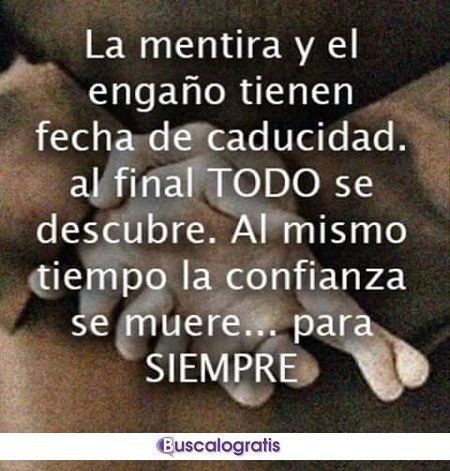 La mentira y el
engaño tienen
fecha de caducidad.
al final TODO se
descubre. Al mismo
tiempo la confianza
se muere... para
SIEMPRE
Buscalogratis